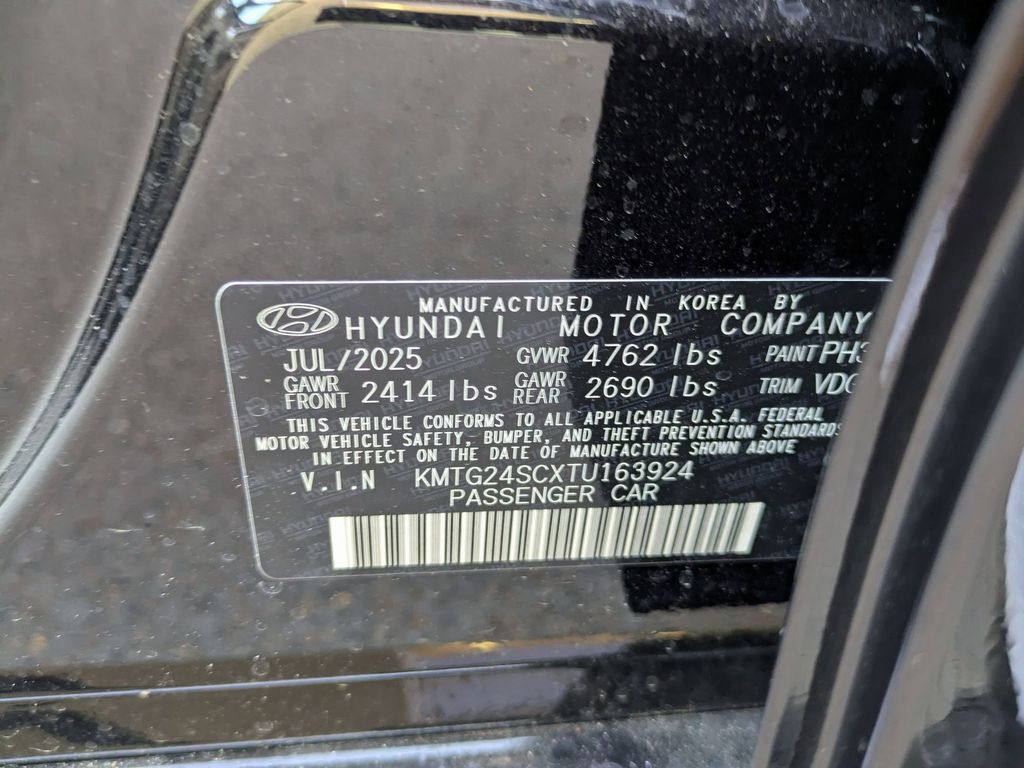 MANUFACTURED IN KOREA BY
HYUNDAI MOTOR COMPANY
JUL/2025 GVWR 4762 lbs PAINT PH3
GAWR FRONT 2414 lbs GAWR REAR 2690 lbs TRIM VDG
THIS VEHICLE CONFORMS TO ALL APPLICABLE U.S.A. FEDERAL
MOTOR VEHICLE SAFETY, BUMPER, AND THEFT PREVENTION STANDARDS
IN EFFECT ON THE DATE OF MANUFACTURE SHOWN ABOVE
V.I.N KMTG24SCXTU163924
PASSENGER CAR